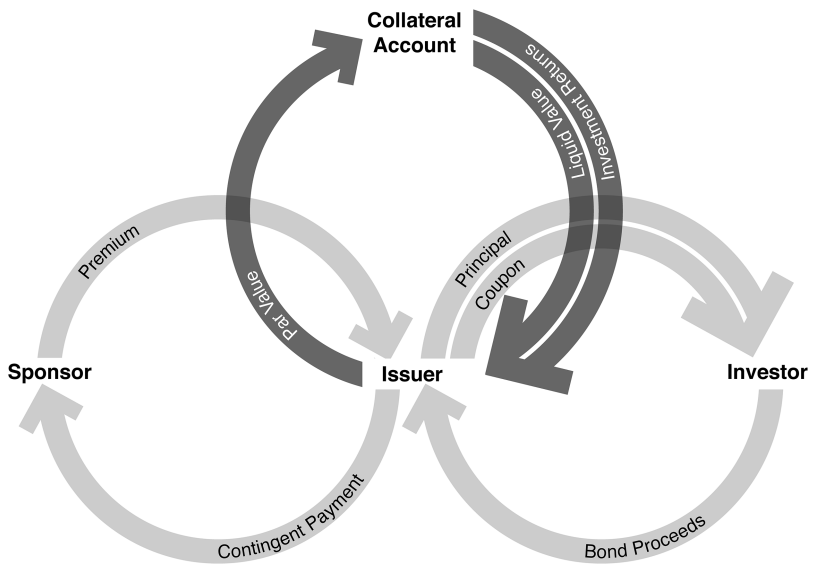 Collateral
Account
Investment Returns
Liquid Value
Premium
Principal
Coupon
Par Value
Sponsor
Issuer
Investor
Contingent Payment
Bond Proceeds